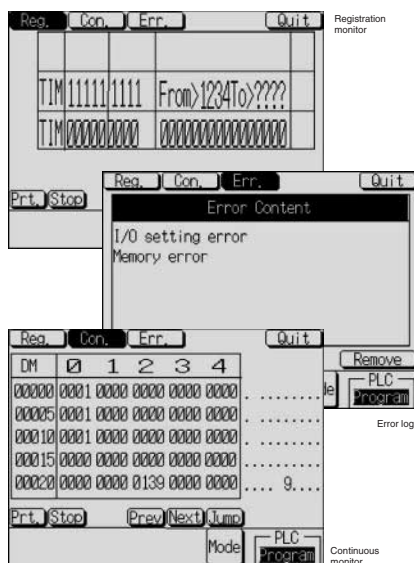 Reg. Con. Err. Quit
Registration
monitor
TIM 11111 1111 From>1234To>????
TIM 00000 0000 00000000000000
Prt. Stop
Reg. Con. Err. Quit
Error Content
I/O setting error
Memory error
Remove
PLC
Program
Error log
Reg. Con. Err. Quit
DM 0 1 2 3 4
00000 0001 0000 0000 0000 0000 . ........
00005 0001 0000 0000 0000 0000 . ........
00010 0001 0000 0000 0000 0000 . ........
00015 0000 0000 0000 0000 0000 . ........
00020 0000 0000 0139 0000 0000 .... 9....
Prt. Stop Prev Next Jump
Mode
PLC
Program
Continuous
monitor